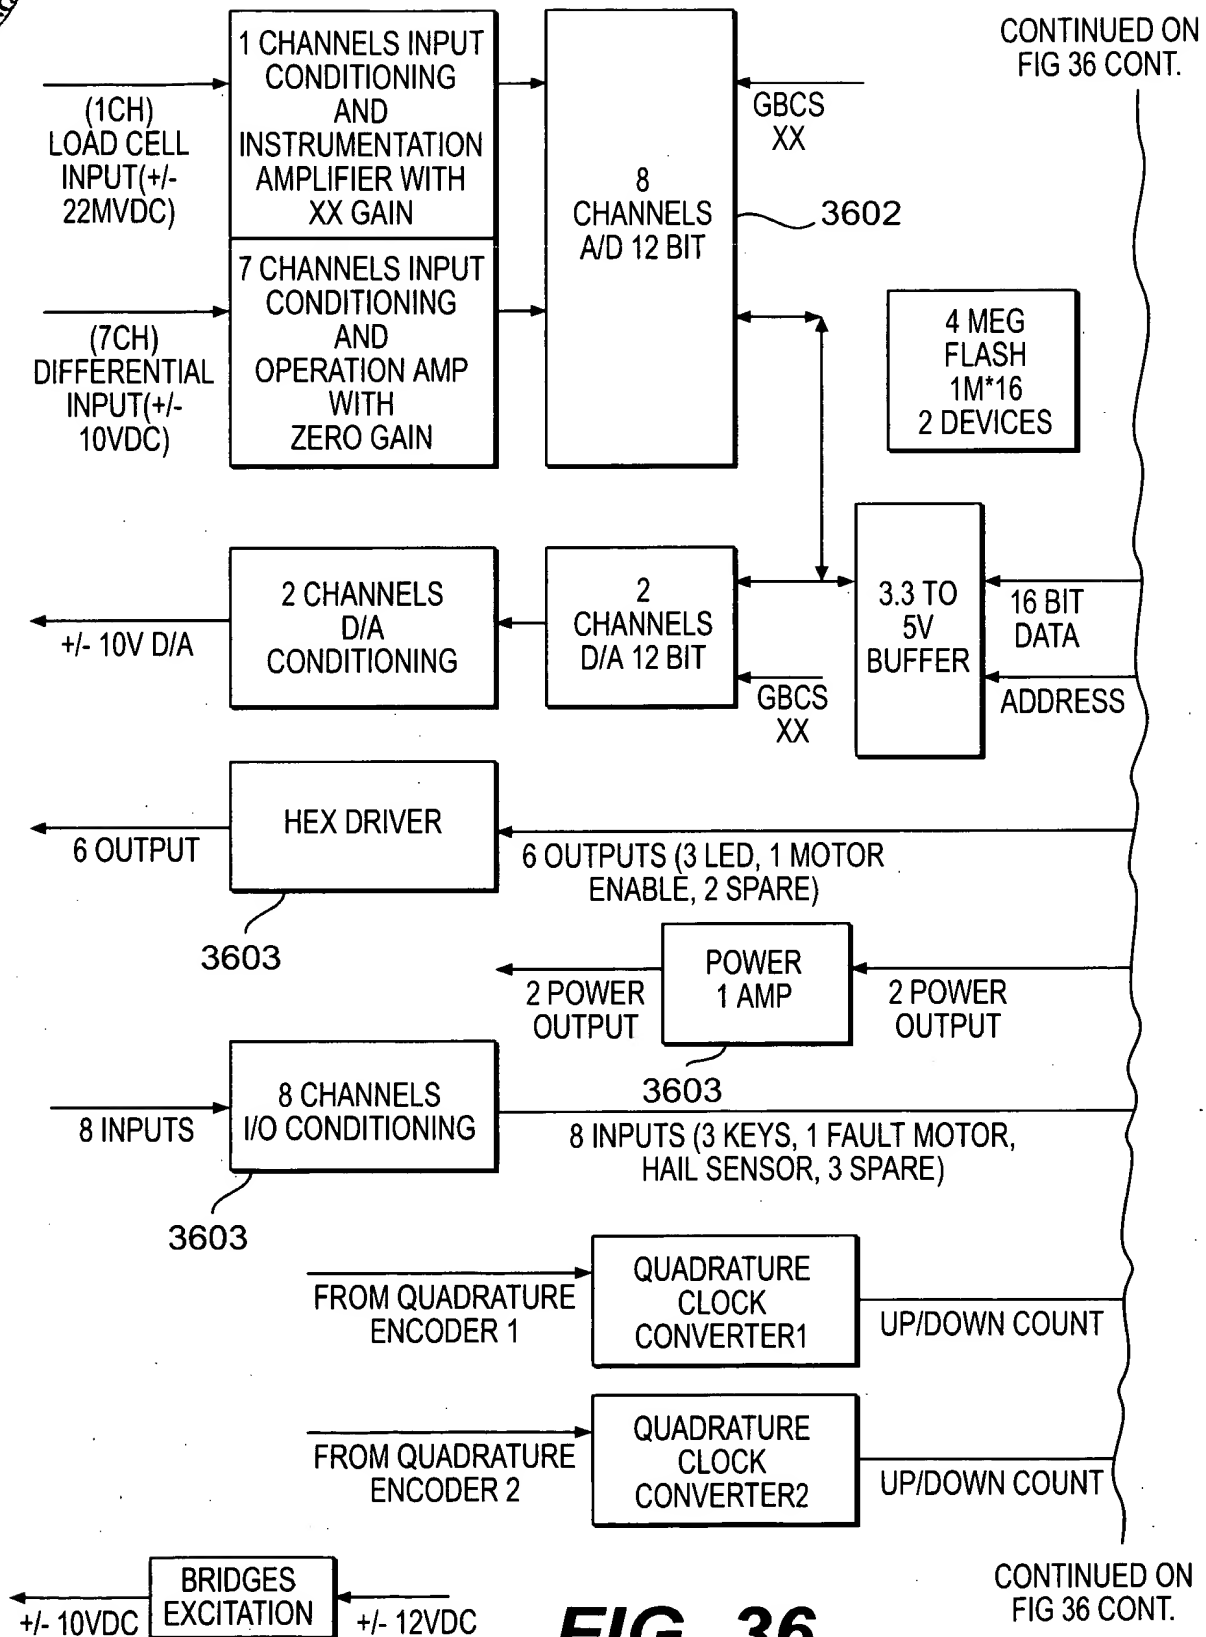 CONTINUED ON
FIG 36 CONT.
1 CHANNELS INPUT
CONDITIONING
AND
INSTRUMENTATION
AMPLIFIER WITH
XX GAIN
(1CH)
LOAD CELL
INPUT(+/-
22MVDC)
8
CHANNELS
A/D 12 BIT
GBCS
XX
3602
7 CHANNELS INPUT
CONDITIONING
AND
OPERATION AMP
WITH
ZERO GAIN
(7CH)
DIFFERENTIAL
INPUT(+/-
10VDC)
4 MEG
FLASH
1M*16
2 DEVICES
2 CHANNELS
D/A
CONDITIONING
+/- 10V D/A
2
CHANNELS
D/A 12 BIT
GBCS
XX
3.3 TO
5V
BUFFER
16 BIT
DATA
ADDRESS
HEX DRIVER
6 OUTPUT
6 OUTPUTS (3 LED, 1 MOTOR
ENABLE, 2 SPARE)
3603
POWER
1 AMP
2 POWER
OUTPUT
2 POWER
OUTPUT
3603
8 CHANNELS
I/O CONDITIONING
8 INPUTS
8 INPUTS (3 KEYS, 1 FAULT MOTOR,
HAIL SENSOR, 3 SPARE)
3603
QUADRATURE
CLOCK
CONVERTER1
FROM QUADRATURE
ENCODER 1
UP/DOWN COUNT
QUADRATURE
CLOCK
CONVERTER2
FROM QUADRATURE
ENCODER 2
UP/DOWN COUNT
BRIDGES
EXCITATION
+/- 10VDC
+/- 12VDC
CONTINUED ON
FIG 36 CONT.
FIG. 36